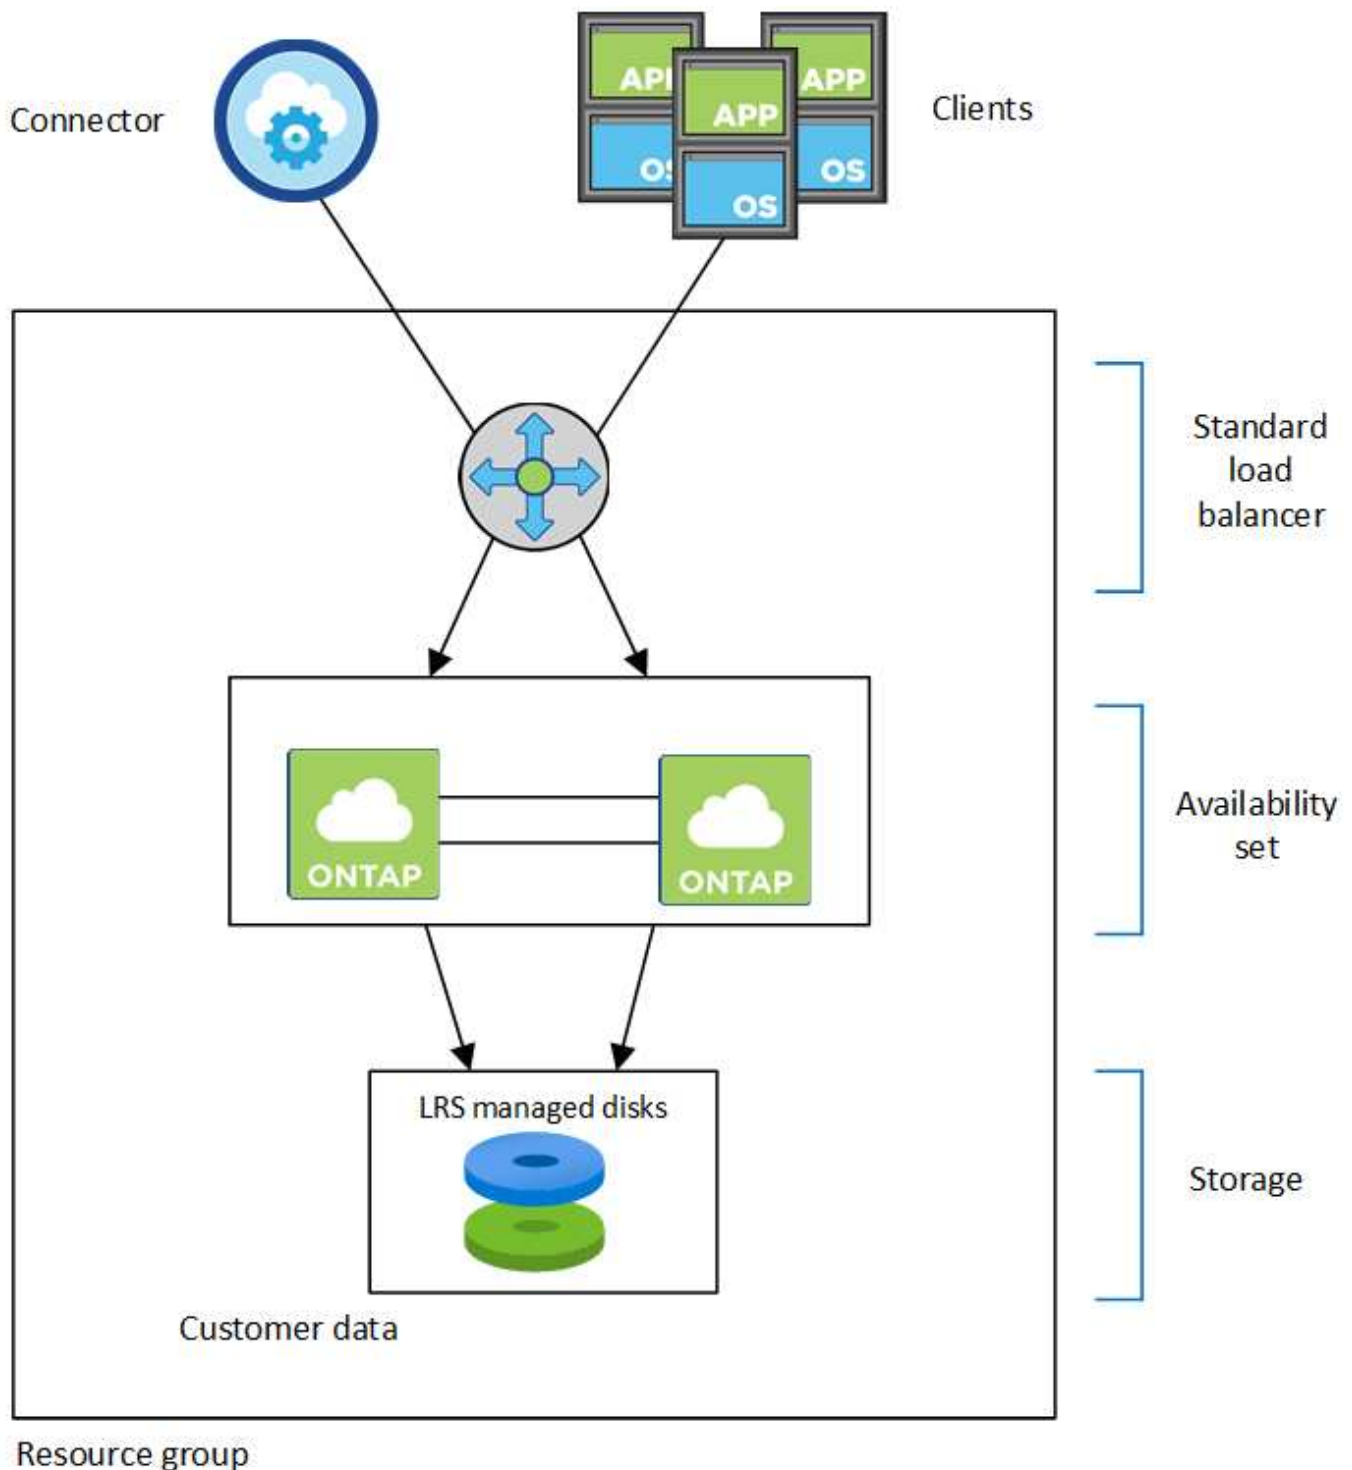 Connector
APP
APP
APP
OS
OS
OS
Clients
Standard
load
balancer
ONTAP
ONTAP
Availability
set
LRS managed disks
Storage
Customer data
Resource group